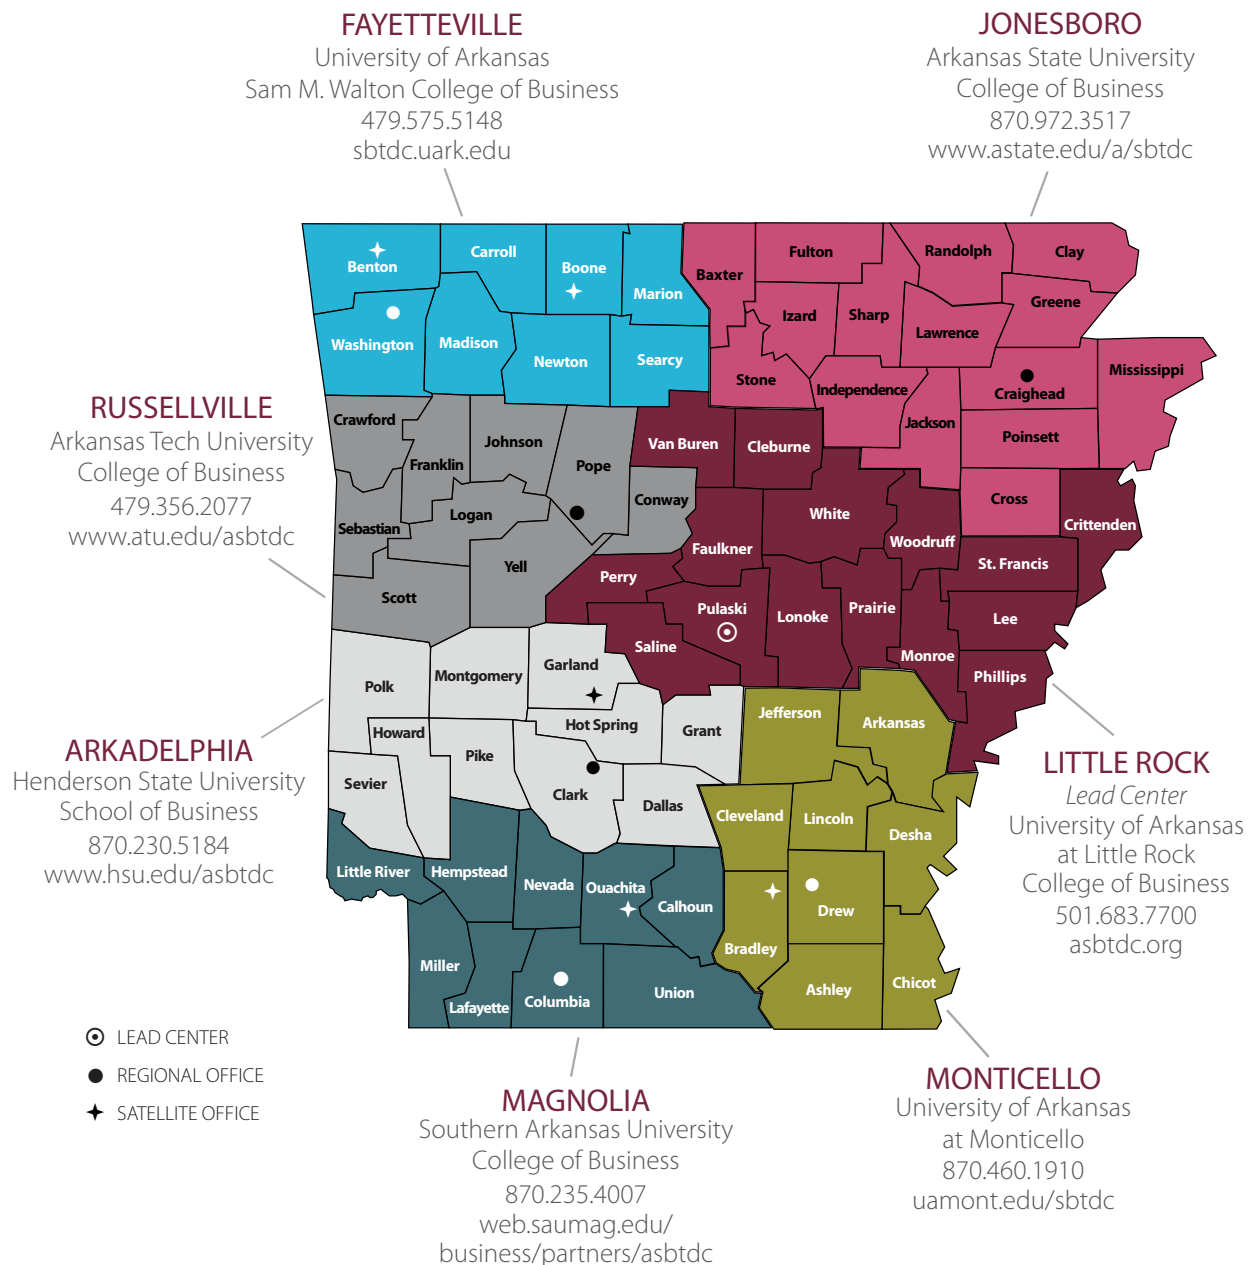 FAYETTEVILLE
University of Arkansas
Sam M. Walton College of Business
479.575.5148
sbtdc.uark.edu
JONESBORO
Arkansas State University
College of Business
870.972.3517
www.astate.edu/a/sbtdc
RUSSELLVILLE
Arkansas Tech University
College of Business
479.356.2077
www.atu.edu/asbtdc
ARKADELPHIA
Henderson State University
School of Business
870.230.5184
www.hsu.edu/asbtdc
Benton
Carroll
Boone
Marion
Washington
Madison
Newton
Searcy
Baxter
Fulton
Randolph
Clay
Izard
Sharp
Lawrence
Greene
Stone
Independence
Craighead
Mississippi
Jackson
Poinsett
Cross
Crawford
Franklin
Johnson
Pope
Conway
Sebastian
Logan
Yell
Scott
Van Buren
Cleburne
White
Woodruff
Crittenden
Faulkner
St. Francis
Perry
Pulaski
Lonoke
Prairie
Lee
Saline
Monroe
Phillips
Polk
Montgomery
Garland
Hot Spring
Grant
Howard
Pike
Sevier
Clark
Dallas
Jefferson
Arkansas
Cleveland
Lincoln
Desha
Drew
Bradley
Ashley
Chicot
Little River
Hempstead
Nevada
Ouachita
Calhoun
Miller
Lafayette
Columbia
Union
LITTLE ROCK
Lead Center
University of Arkansas
at Little Rock
College of Business
501.683.7700
asbtdc.org
LEAD CENTER
REGIONAL OFFICE
SATELLITE OFFICE
MAGNOLIA
Southern Arkansas University
College of Business
870.235.4007
web.saumag.edu/
business/partners/asbtdc
MONTICELLO
University of Arkansas
at Monticello
870.460.1910
uamont.edu/sbtdc